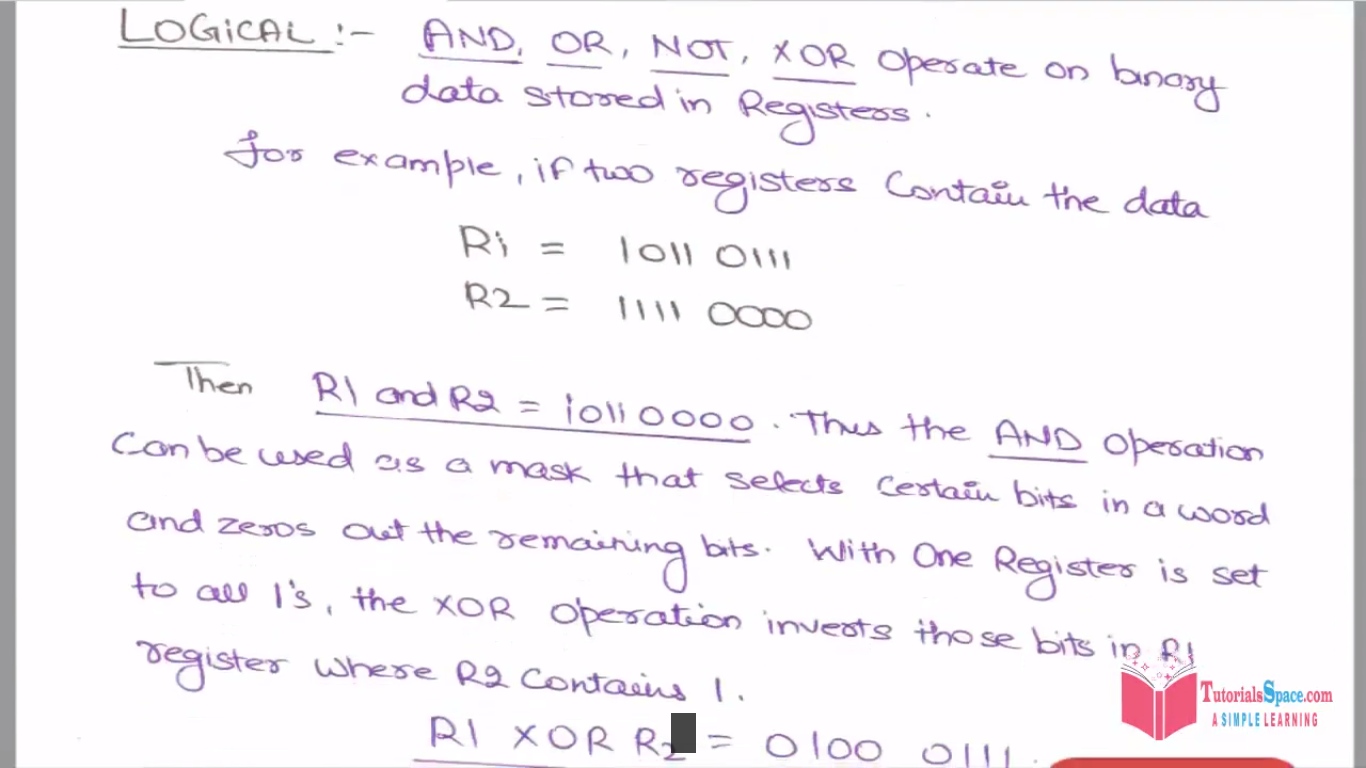 LOGICAL :- AND, OR, NOT, XOR Operate on binary
data stored in Registers.
for example, if two registers Contain the data
R1 = 1011 0111
R2 = 1111 0000
Then R1 and R2 = 1011 0000. Thus the AND Operation
Can be used as a mask that selects certain bits in a word
and zeros out the remaining bits. With One Register is set
to all 1's, the XOR operation inverts those bits in R1
register where R2 Contains 1.
R1 XOR R2 = 0100 0111.
TutorialsSpace.com
A SIMPLE LEARNING